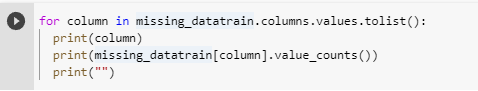 for column in missing_datatrain.columns.values.tolist():
  print(column)
  print(missing_datatrain[column].value_counts())
  print("")